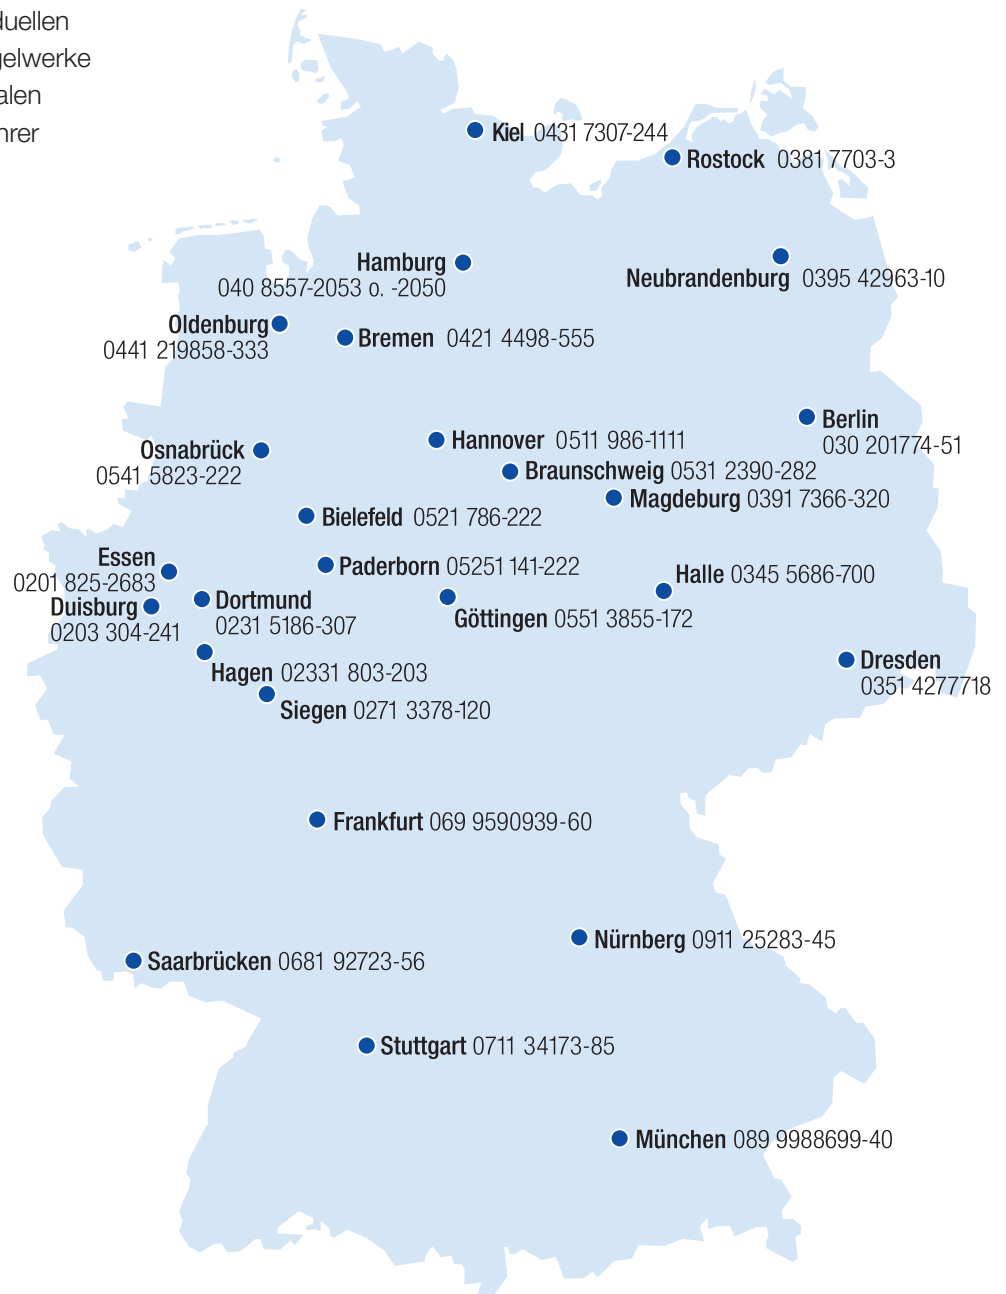 duellen
gelwerke
alen
hrer
Kiel 0431 7307-244
Rostock 0381 7703-3
Hamburg
040 8557-2053 o. -2050
Neubrandenburg 0395 42963-10
Oldenburg
0441 219858-333
Bremen 0421 4498-555
Berlin
030 201774-51
Hannover 0511 986-1111
Osnabrück
0541 5823-222
Braunschweig 0531 2390-282
Magdeburg 0391 7366-320
Bielefeld 0521 786-222
Essen
0201 825-2683
Paderborn 05251 141-222
Halle 0345 5686-700
Duisburg
0203 304-241
Dortmund
0231 5186-307
Göttingen 0551 3855-172
Hagen 02331 803-203
Dresden
0351 4277718
Siegen 0271 3378-120
Frankfurt 069 9590939-60
Nürnberg 0911 25283-45
Saarbrücken 0681 92723-56
Stuttgart 0711 34173-85
München 089 9988699-40